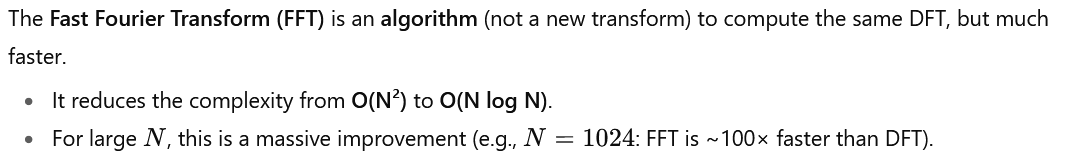 The Fast Fourier Transform (FFT) is an algorithm (not a new transform) to compute the same DFT, but much
faster.
• It reduces the complexity from O(N²) to O(N log N).
• For large N, this is a massive improvement (e.g., N = 1024: FFT is ~100× faster than DFT).